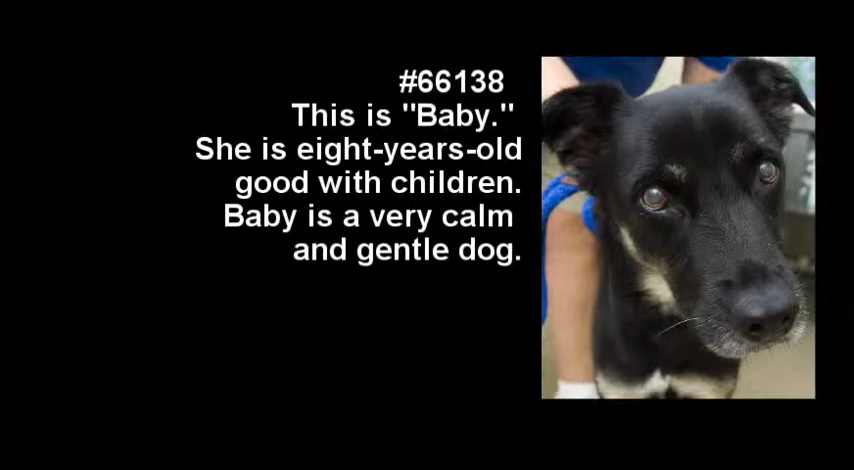 #66138
This is "Baby."
She is eight-years-old
good with children.
Baby is a very calm
and gentle dog.